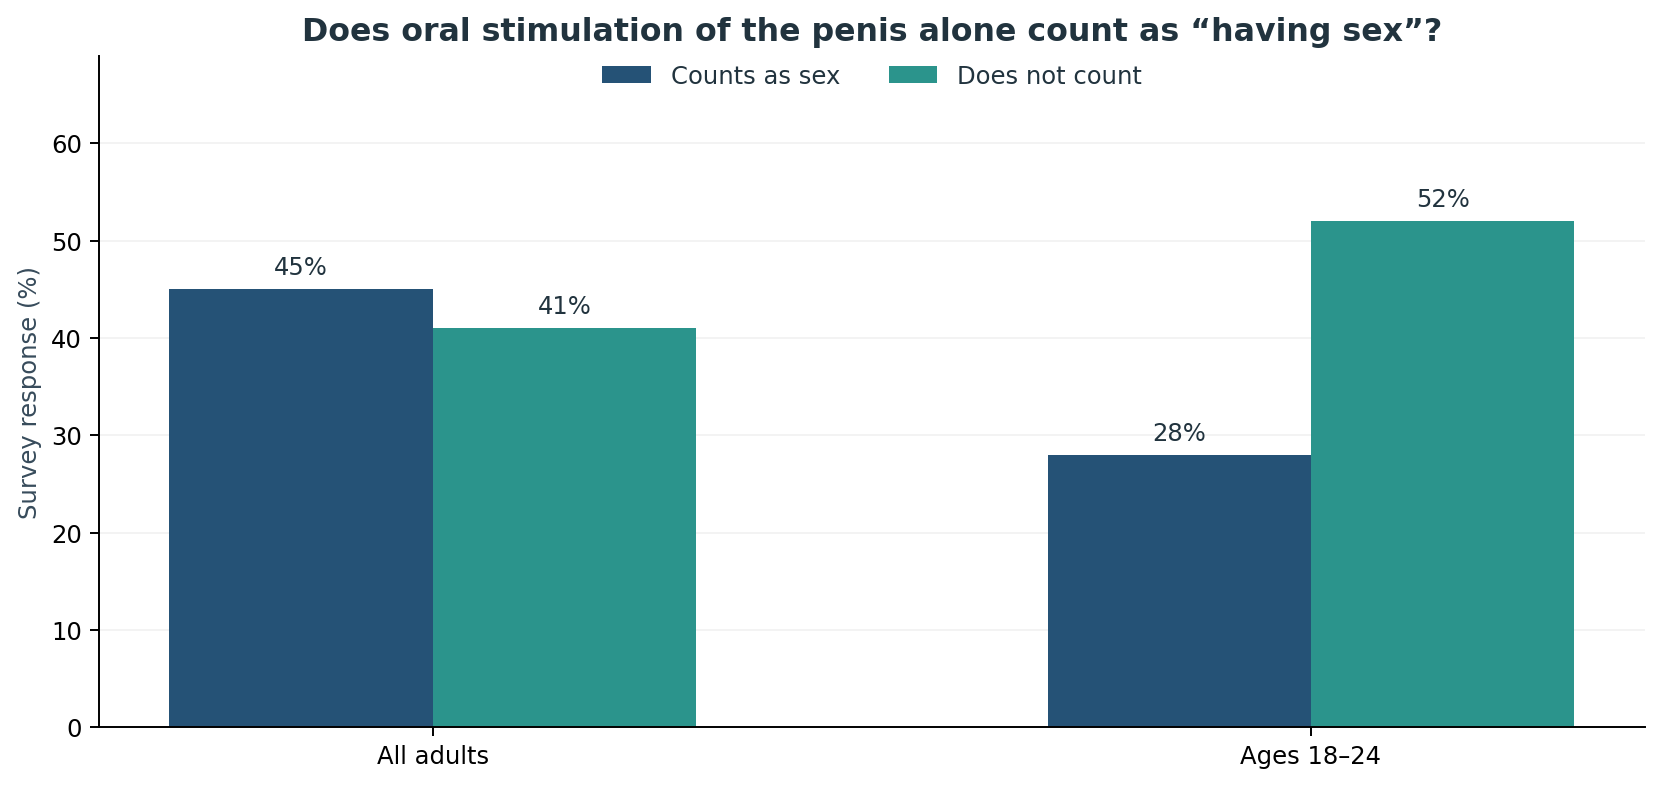 Does oral stimulation of the penis alone count as “having sex”?
Counts as sex
Does not count
Survey response (%)
60
50
40
30
20
10
0
45%
41%
28%
52%
All adults
Ages 18–24